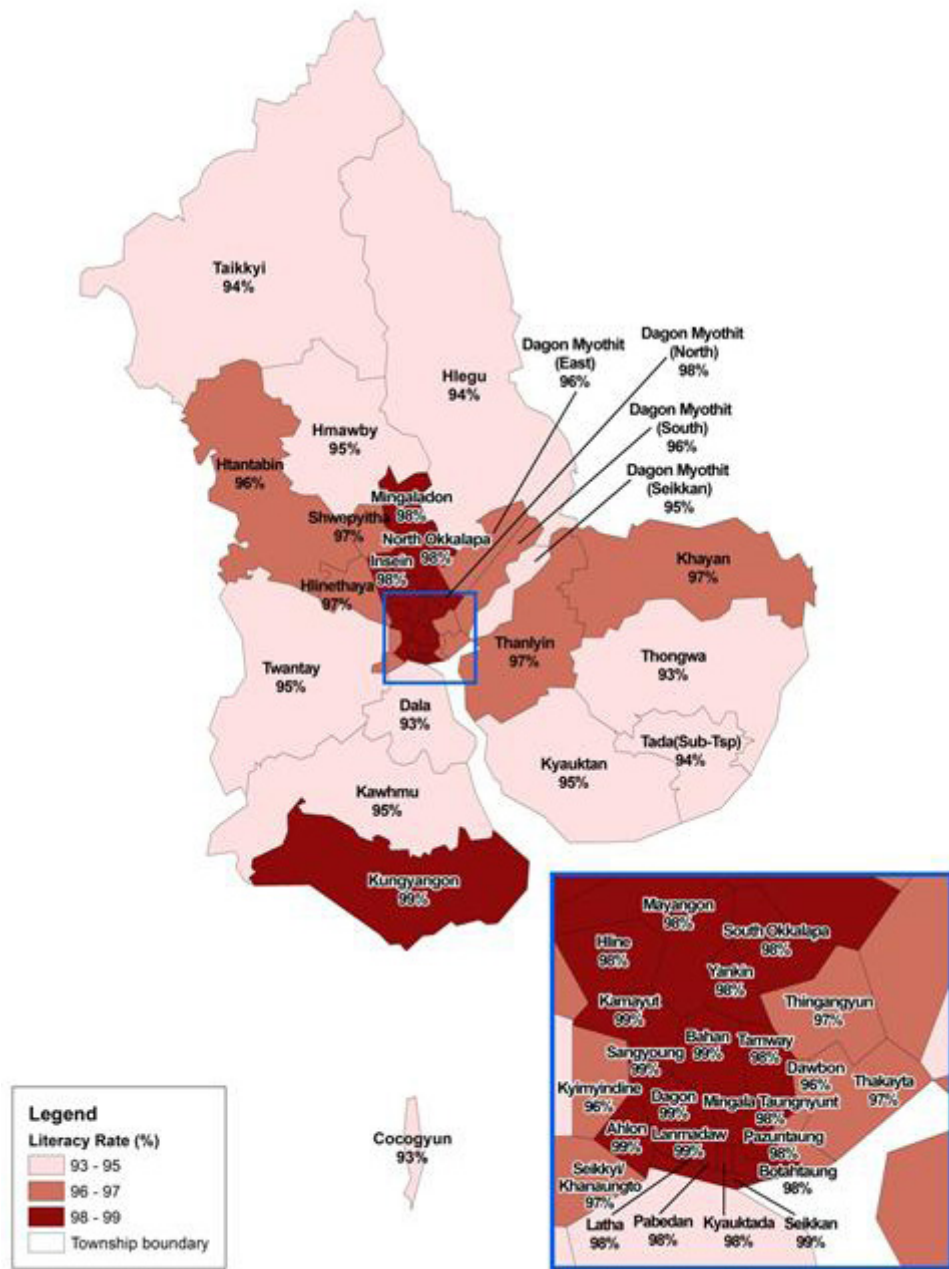 Taikkyi
94%
Hlegu
94%
Dagon Myothit
(East)
96%
Dagon Myothit
(North)
98%
Dagon Myothit
(South)
96%
Dagon Myothit
(Seikkan)
95%
Hmawby
95%
Htantabin
96%
Mingaladon
98%
Shwepyitha
97%
North Okkalapa
98%
Insein
98%
Hlinethaya
97%
Khayan
97%
Thanlyin
97%
Thongwa
93%
Twantay
95%
Dala
93%
Tada(Sub-Tsp)
94%
Kyauktan
95%
Kawhmu
95%
Kungyangon
99%
Cocogyun
93%
Mayangon
98%
South Okkalapa
98%
Hline
98%
Yankin
98%
Kamayut
99%
Thingangyun
97%
Bahan
99%
Tamway
98%
Sangyoung
99%
Dawbon
96%
Thakayta
97%
Kyimyindine
96%
Dagon
99%
Mingala Taungnyunt
98%
Ahlon
99%
Lanmadaw
99%
Pazuntaung
98%
Botahtaung
98%
Seikkyi/
Khanaungto
97%
Latha
98%
Pabedan
98%
Kyauktada
98%
Seikkan
99%
Legend
Literacy Rate (%)
93 - 95
96 - 97
98 - 99
Township boundary